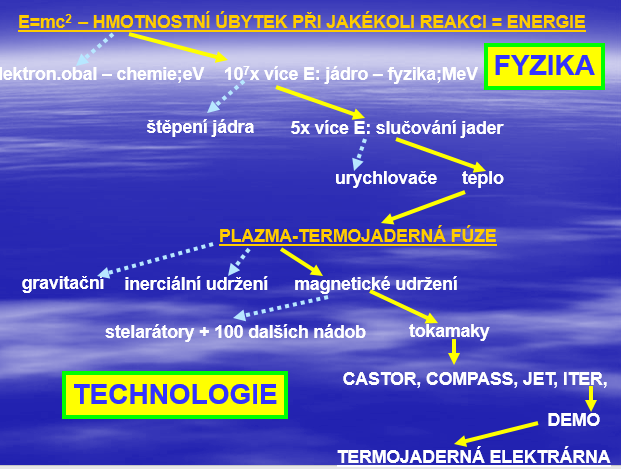 E=mc² – HMOTNOSTNÍ ÚBYTEK PŘI JAKÉKOLI REAKCI = ENERGIE
lektron.obal – chemie;eV 10⁷x více E: jádro – fyzika;MeV
FYZIKA
štěpení jádra 5x více E: slučování jader
urychlovače teplo
PLAZMA-TERMOJADERNÁ FÚZE
gravitační inerciální udržení magnetické udržení
stelarátory + 100 dalších nádob tokamaky
CASTOR, COMPASS, JET, ITER,
TECHNOLOGIE
DEMO
TERMOJADERNÁ ELEKTRÁRNA